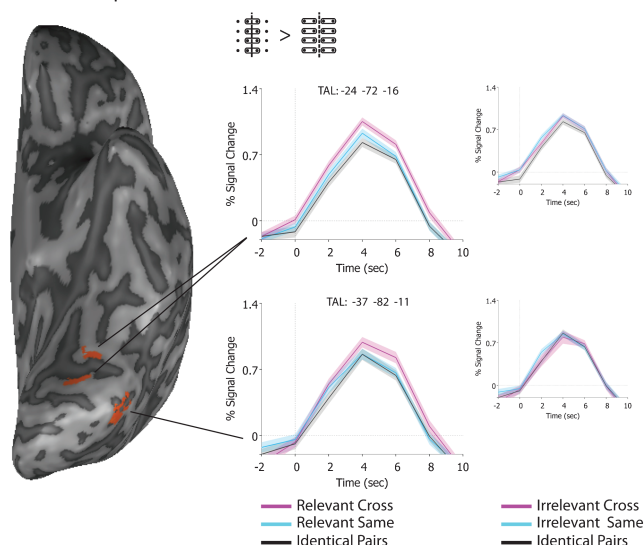 >
TAL: -24 -72 -16
1.4
0.7
0
% Signal Change
-2 0 2 4 6 8 10
Time (sec)
1.4
0.7
0
% Signal Change
-2 0 2 4 6 8 10
Time (sec)
TAL: -37 -82 -11
1.4
0.7
0
% Signal Change
-2 0 2 4 6 8 10
Time (sec)
1.4
0.7
0
% Signal Change
-2 0 2 4 6 8 10
Time (sec)
Relevant Cross
Relevant Same
Identical Pairs
Irrelevant Cross
Irrelevant Same
Identical Pairs